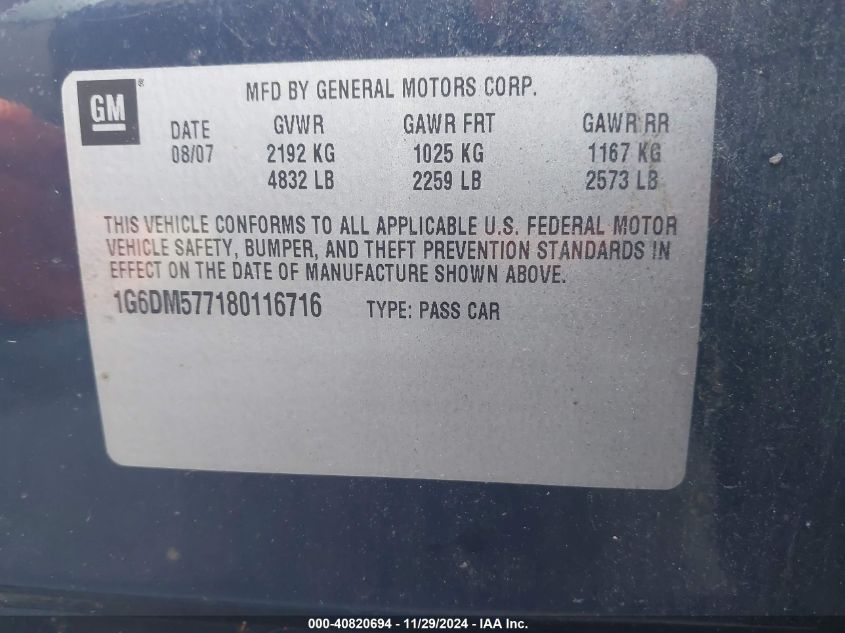 GM®
MFD BY GENERAL MOTORS CORP.
DATE GVWR GAWR FRT GAWR RR
08/07 2192 KG 1025 KG 1167 KG
4832 LB 2259 LB 2573 LB
THIS VEHICLE CONFORMS TO ALL APPLICABLE U.S. FEDERAL MOTOR
VEHICLE SAFETY, BUMPER, AND THEFT PREVENTION STANDARDS IN
EFFECT ON THE DATE OF MANUFACTURE SHOWN ABOVE.
1G6DM577180116716 TYPE: PASS CAR
000-40820694 - 11/29/2024 - IAA Inc.